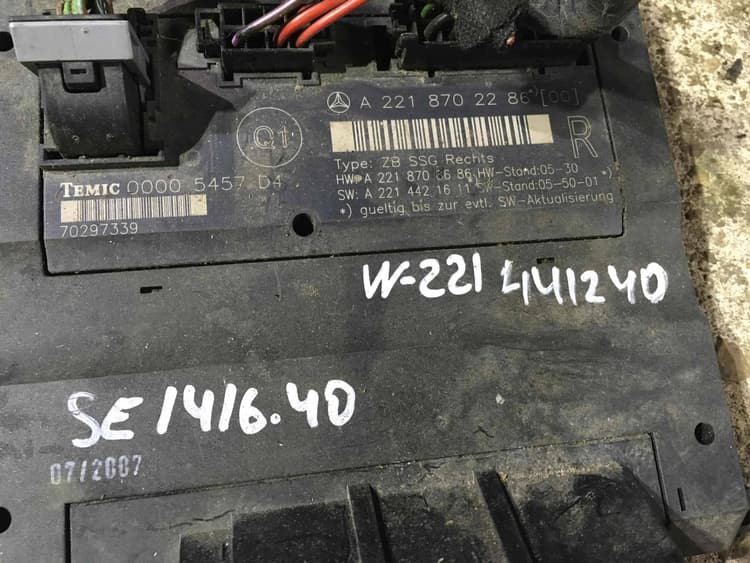 A 221 870 22 86 [00]
Q1
R
Type: ZB SSG Rechts
HW: A 221 870 86 86 HW-Stand:05-30 *)
SW: A 221 442 16 11 SW-Stand:05-50-01 *)
*) gueltig bis zur evtl. SW-Aktualisierung
TEMIC 0000 5457 D4
70297339
W-221 441240
SE 1416.40
07/2007